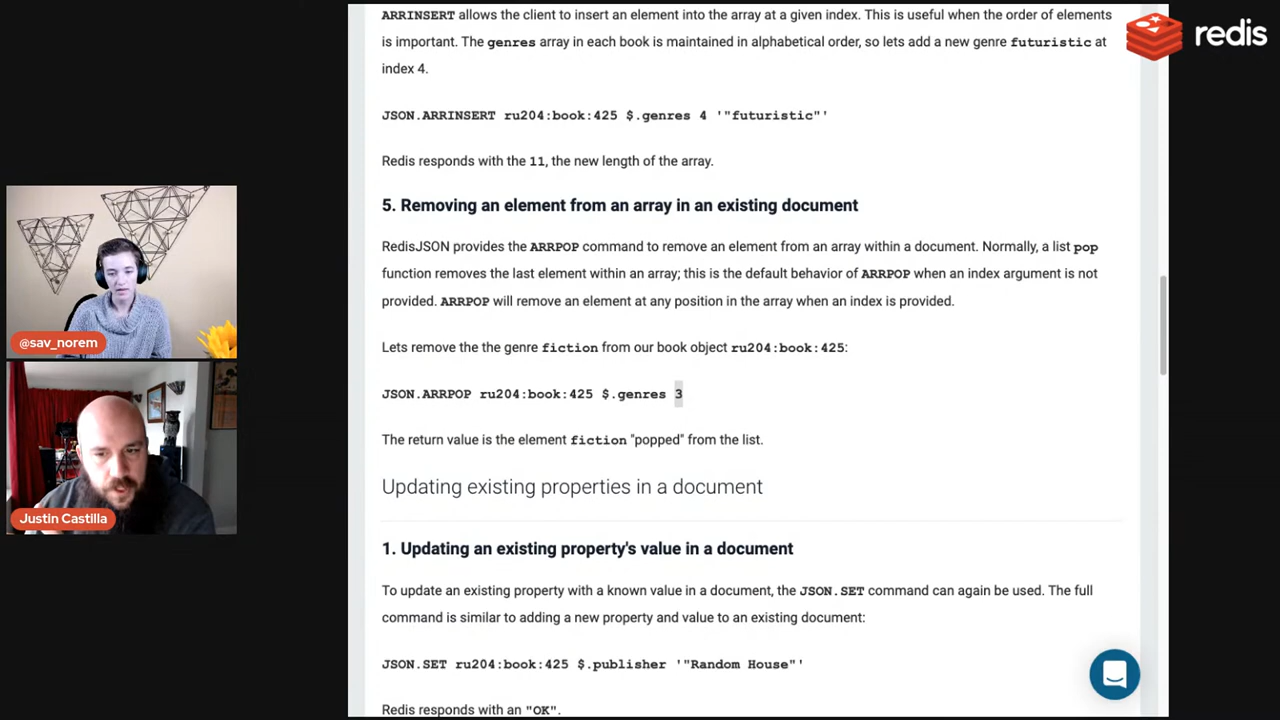 ARRINSERT allows the client to insert an element into the array at a given index. This is useful when the order of elements
is important. The genres array in each book is maintained in alphabetical order, so lets add a new genre futuristic at
index 4.
JSON.ARRINSERT ru204:book:425 $.genres 4 '"futuristic"'
Redis responds with the 11, the new length of the array.
5. Removing an element from an array in an existing document
RedisJSON provides the ARRPOP command to remove an element from an array within a document. Normally, a list pop
function removes the last element within an array; this is the default behavior of ARRPOP when an index argument is not
provided. ARRPOP will remove an element at any position in the array when an index is provided.
Lets remove the the genre fiction from our book object ru204:book:425:
JSON.ARRPOP ru204:book:425 $.genres 3
The return value is the element fiction "popped" from the list.
Updating existing properties in a document
1. Updating an existing property's value in a document
To update an existing property with a known value in a document, the JSON.SET command can again be used. The full
command is similar to adding a new property and value to an existing document:
JSON.SET ru204:book:425 $.publisher '"Random House"'
Redis responds with an "OK".
redis
@sav_norem
Justin Castilla